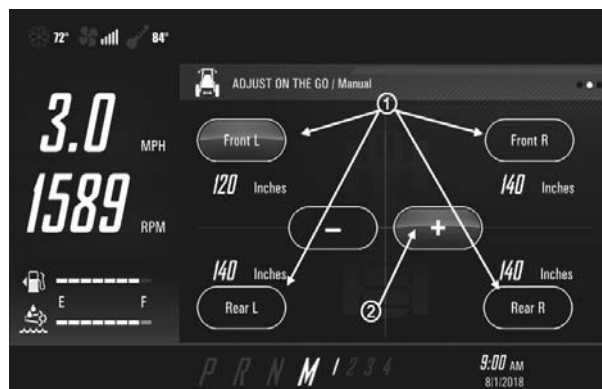 72° 84°
ADJUST ON THE GO / Manual
1
3.0 MPH
Front L
Front R
120 Inches
140 Inches
1589 RPM
−
+
140 Inches
140 Inches
E F
Rear L
2
Rear R
P R N M 1 2 3 4
9:00 AM
8/1/2018